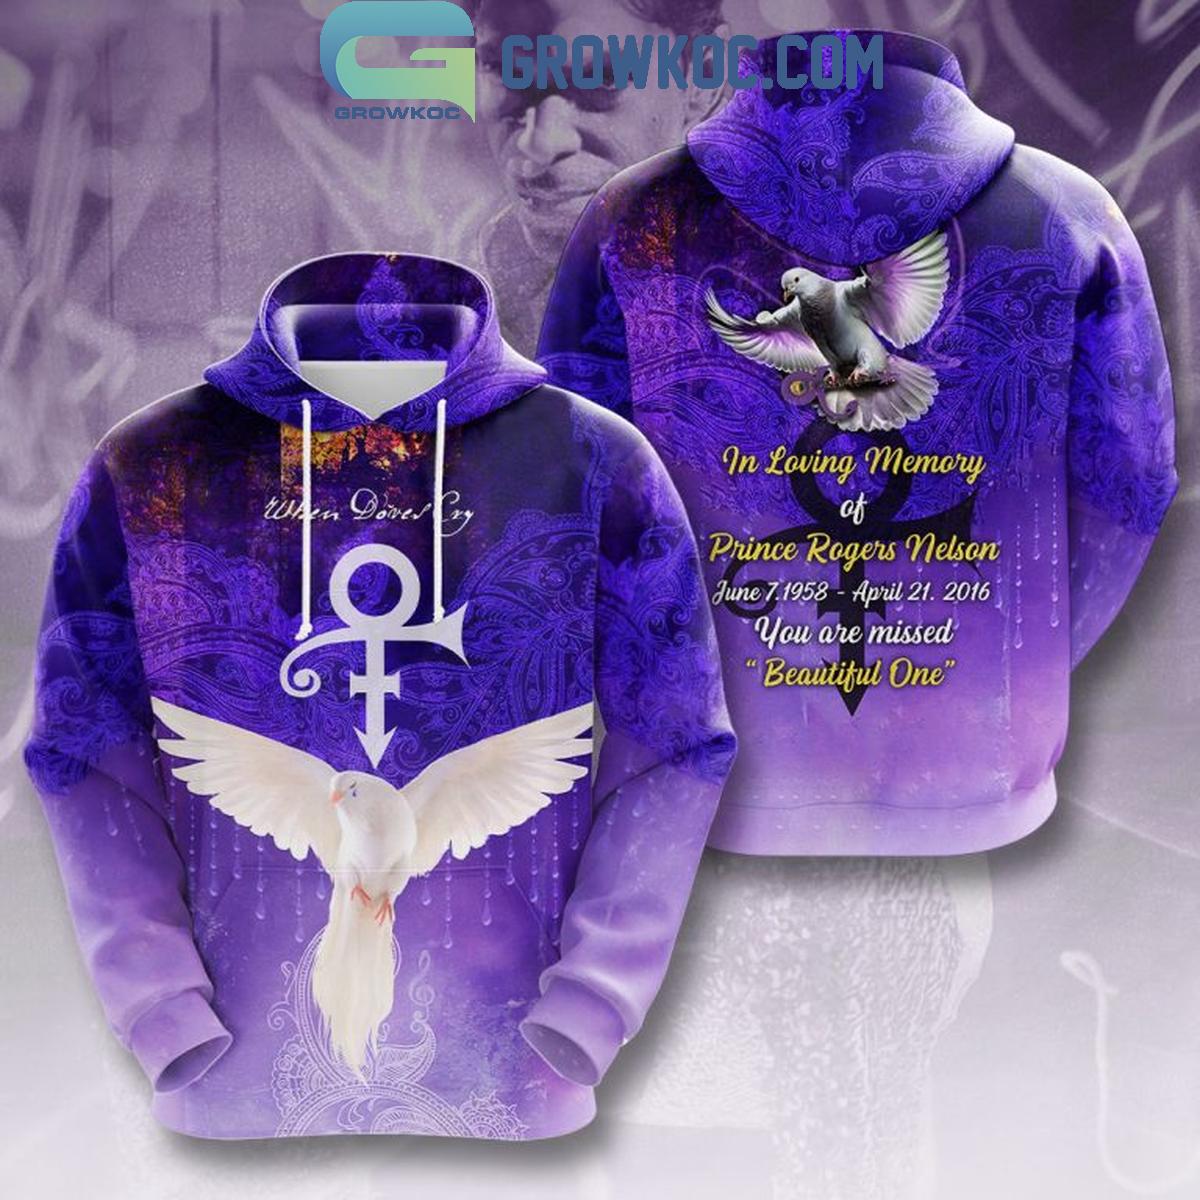 GROWKOC
GROWKOC.COM
When Doves Cry
In Loving Memory
of
Prince Rogers Nelson
June 7.1958 - April 21. 2016
You are missed
“Beautiful One”